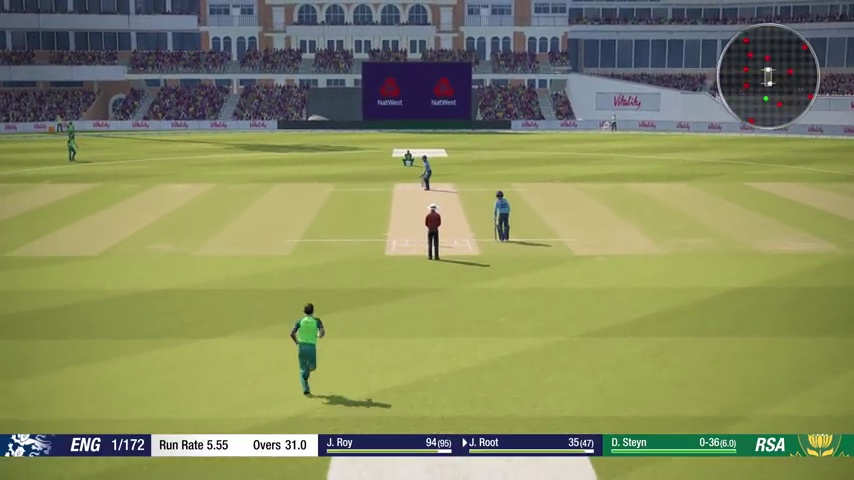 NatWest NatWest
Vitality
ENG 1/172 Run Rate 5.55 Overs 31.0 J. Roy 94(95) J. Root 35(47) D. Steyn 0-36(6.0) RSA